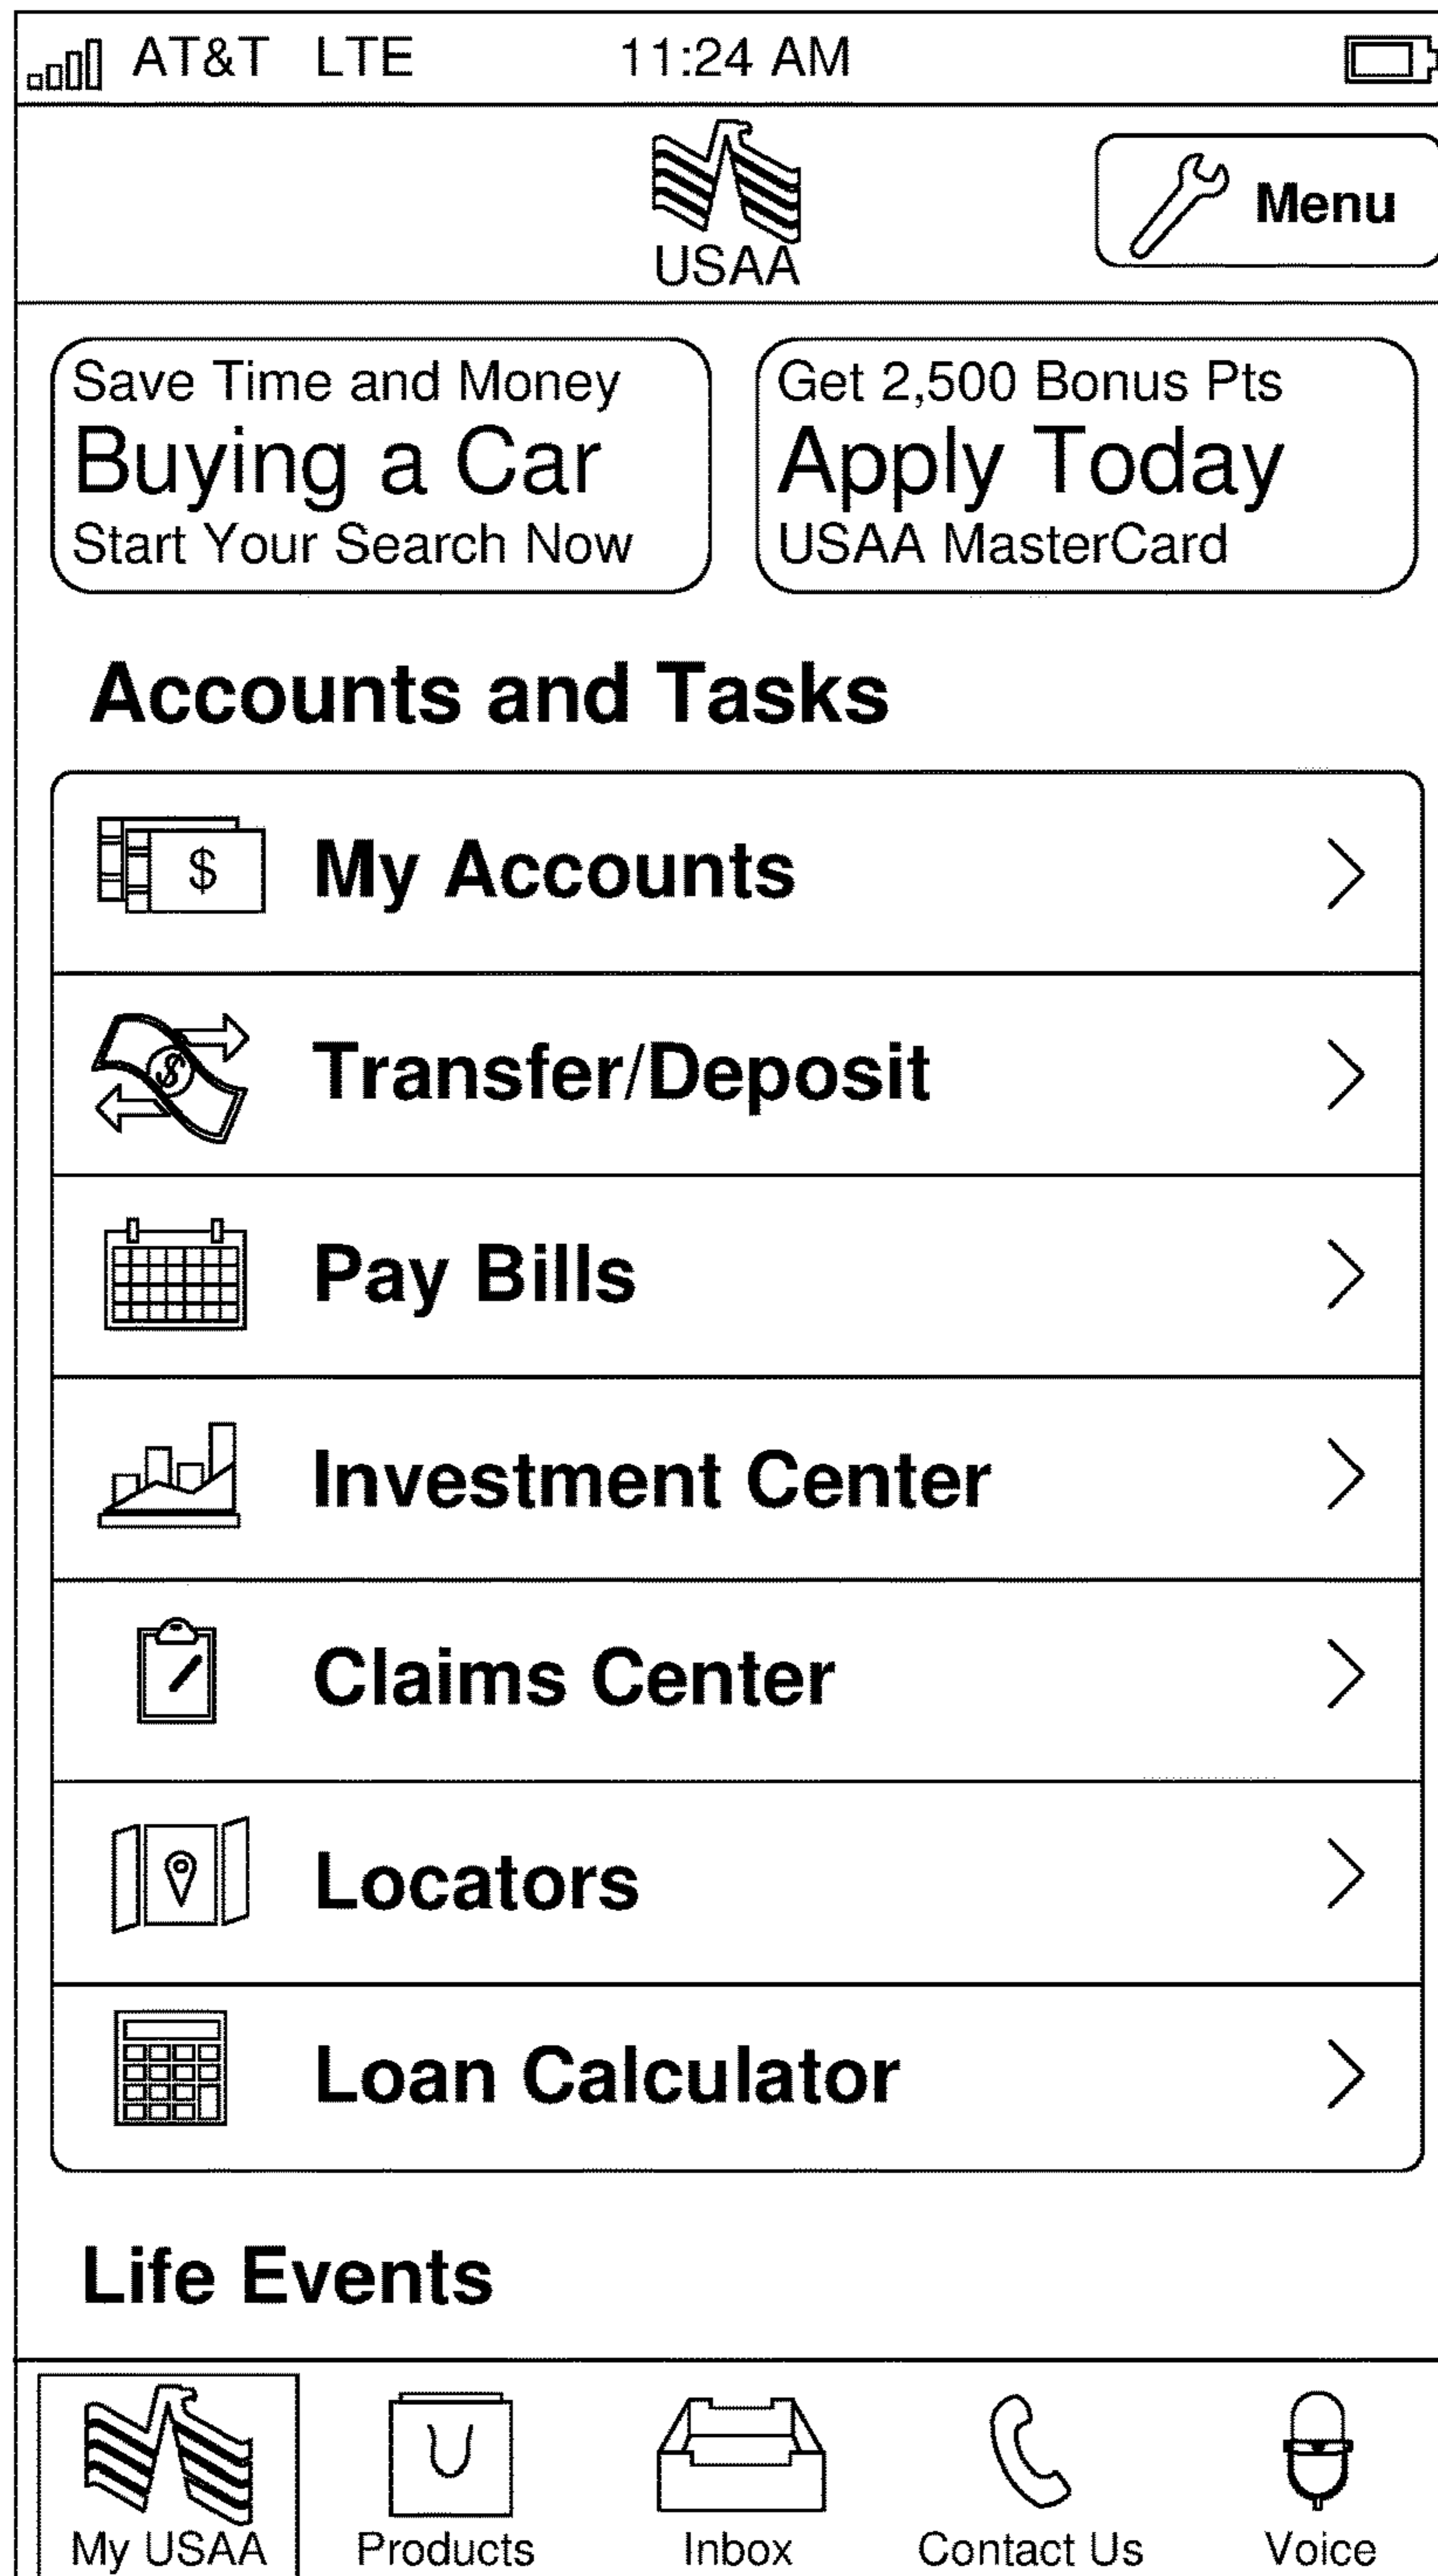 AT&T LTE 11:24 AM
USAA
Menu
Save Time and Money
Buying a Car
Start Your Search Now
Get 2,500 Bonus Pts
Apply Today
USAA MasterCard
Accounts and Tasks
$ My Accounts
$ Transfer/Deposit
Pay Bills
Investment Center
Claims Center
Locators
Loan Calculator
Life Events
My USAA Products Inbox Contact Us Voice